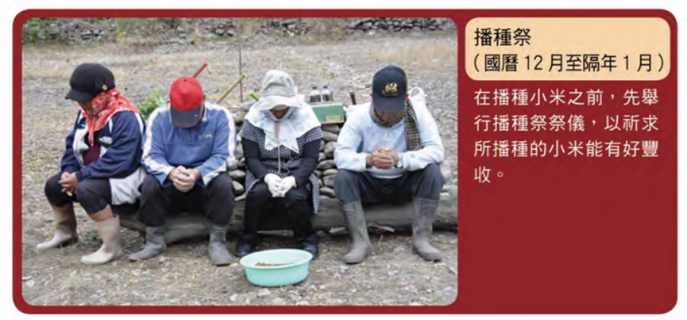 播種祭
（國曆 12 月至隔年 1 月）
在播種小米之前，先舉
行播種祭祭儀，以祈求
所播種的小米能有好豐
收。